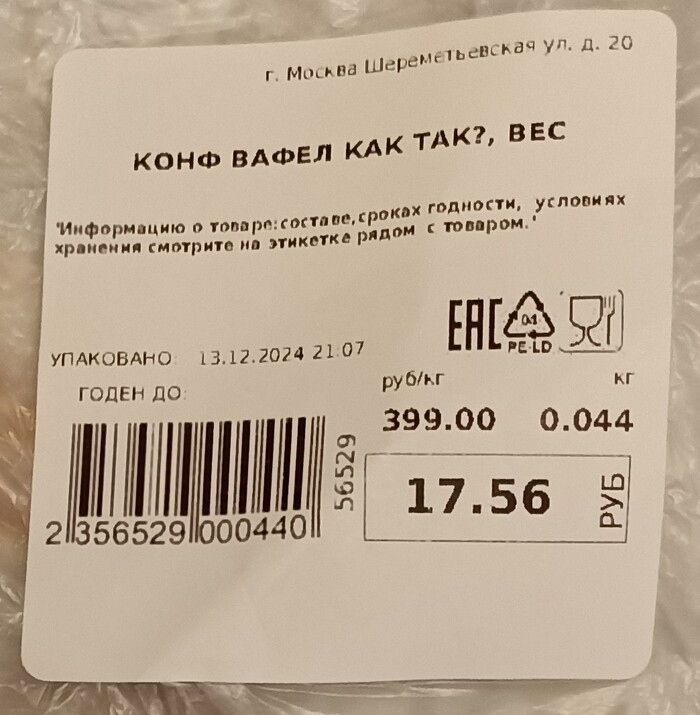 г. Москва Шереметьевская ул. д. 20
КОНФ ВАФЕЛ КАК ТАК?, ВЕС
"Информацию о товаре:составе,сроках годности, условиях
хранения смотрите на этикетке рядом с товаром."
EAC
04
PE-LD
УПАКОВАНО: 13.12.2024 21:07
ГОДЕН ДО:
руб/кг кг
399.00 0.044
56529
17.56 РУБ
2 356529 000440